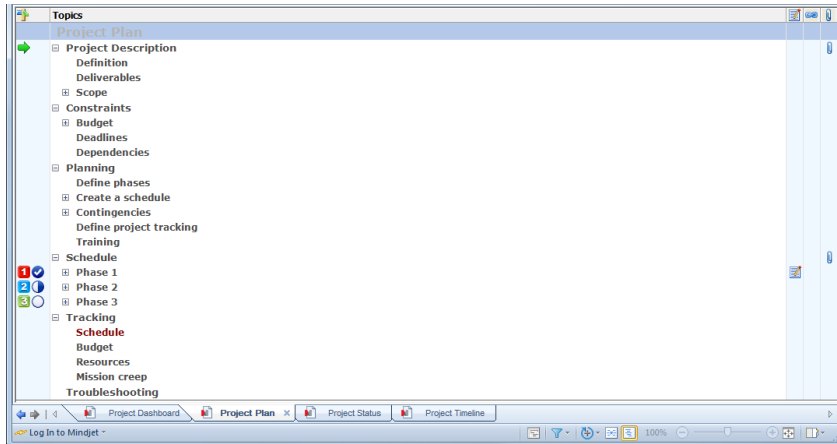 Topics
Project Plan
Project Description
Definition
Deliverables
Scope
Constraints
Budget
Deadlines
Dependencies
Planning
Define phases
Create a schedule
Contingencies
Define project tracking
Training
Schedule
1 Phase 1
2 Phase 2
3 Phase 3
Tracking
Schedule
Budget
Resources
Mission creep
Troubleshooting
Project Dashboard Project Plan × Project Status Project Timeline
Log In to Mindjet 100%